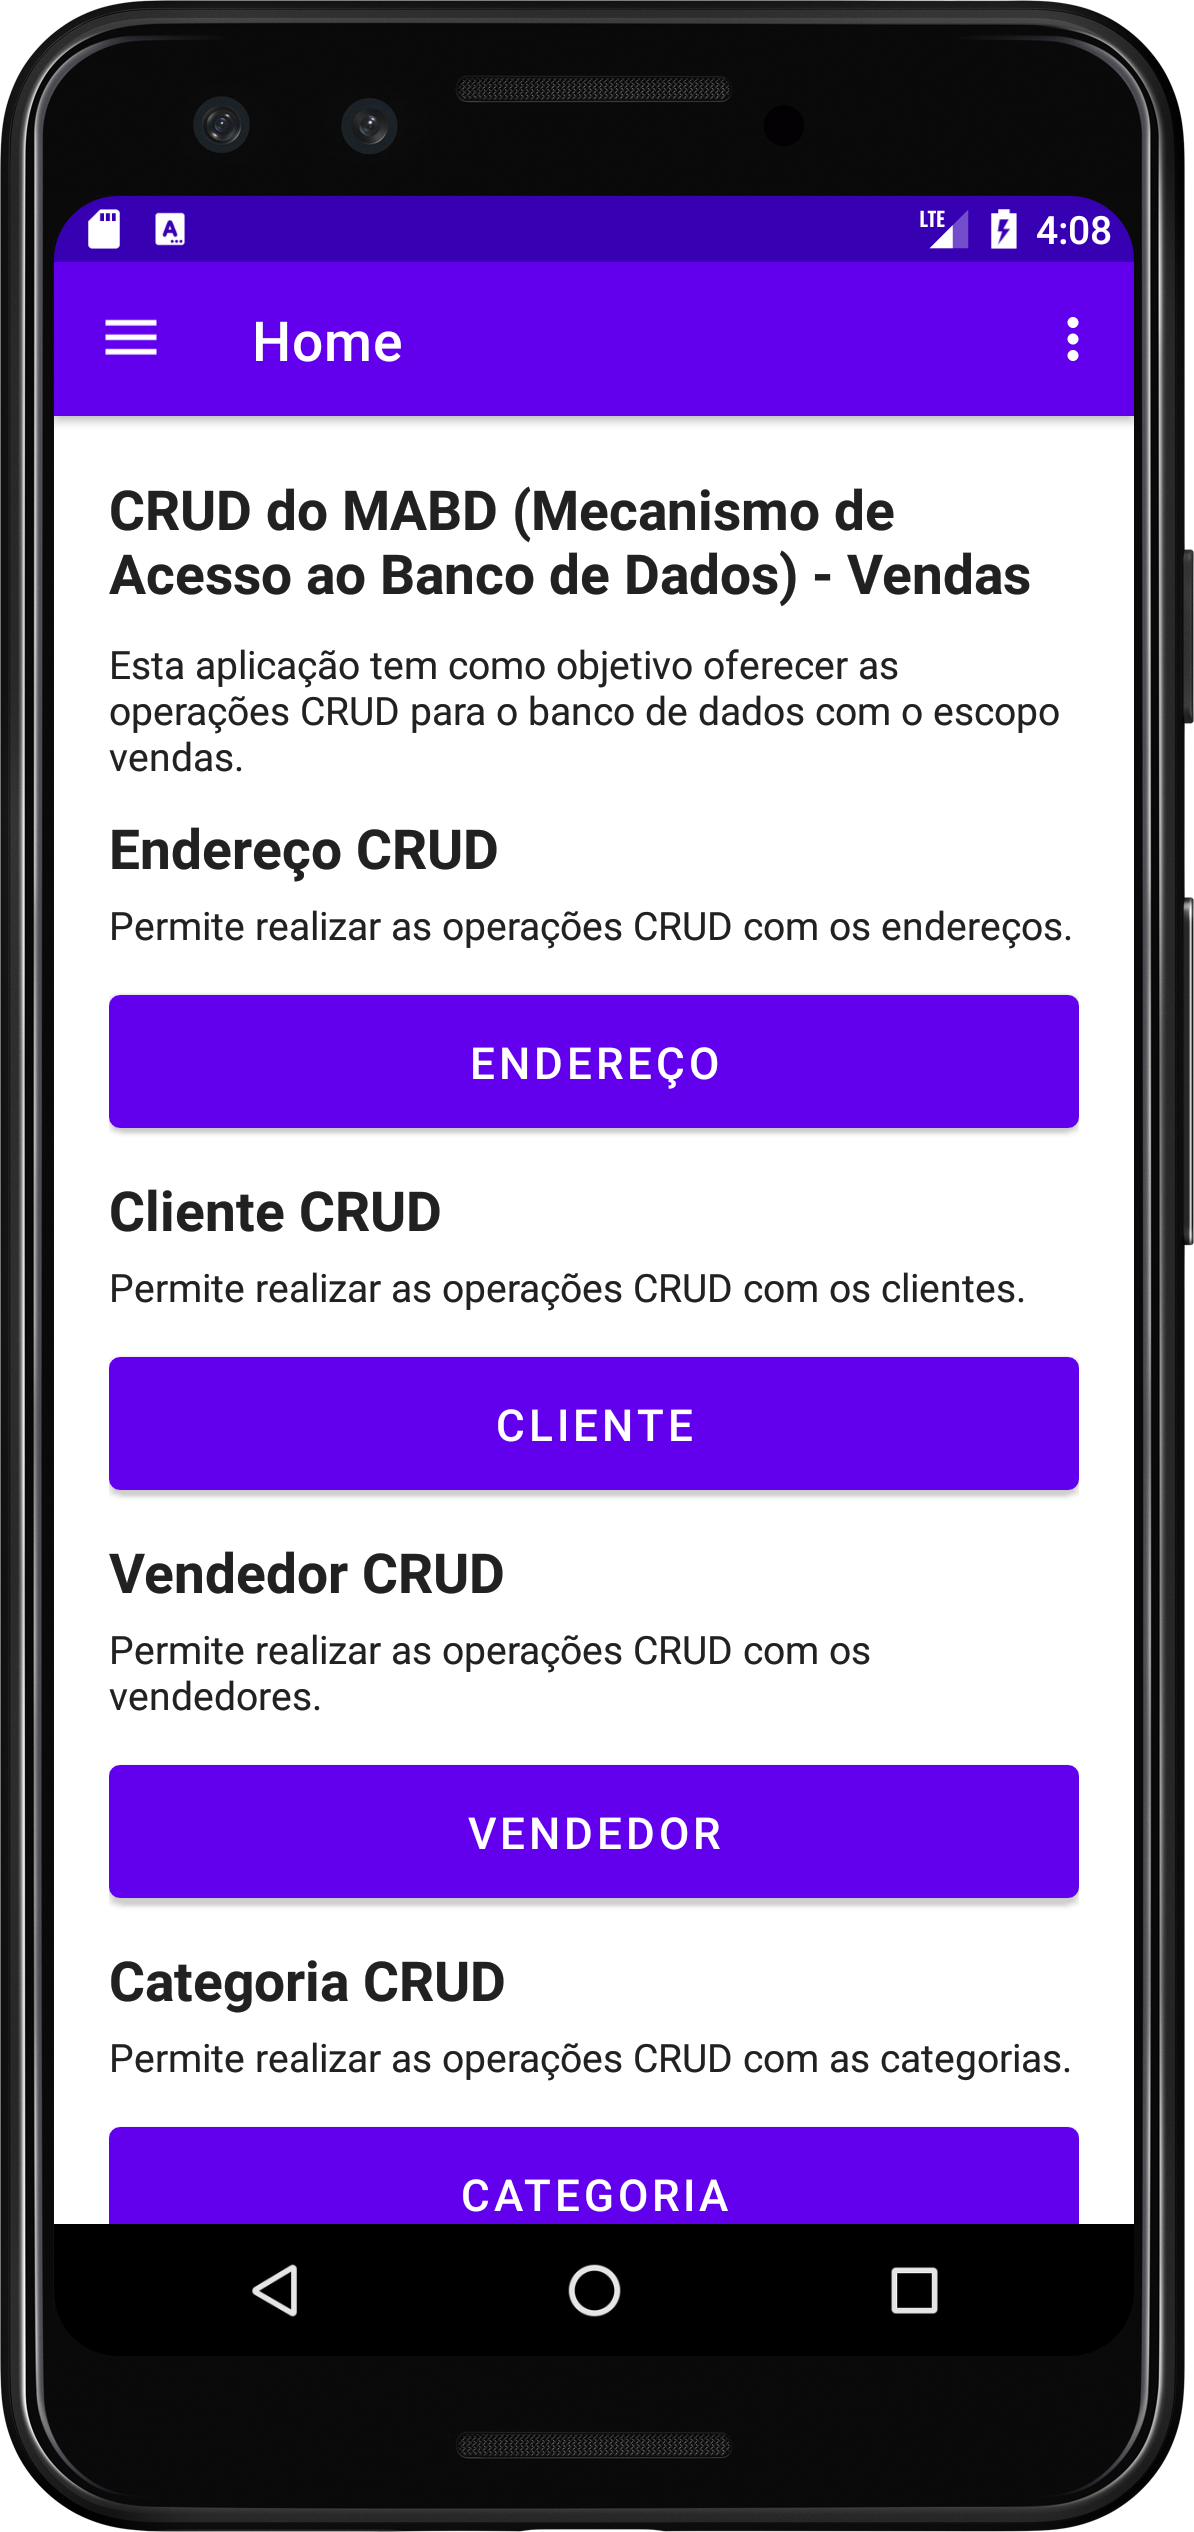 LTE 4:08
Home
CRUD do MABD (Mecanismo de
Acesso ao Banco de Dados) - Vendas
Esta aplicação tem como objetivo oferecer as
operações CRUD para o banco de dados com o escopo
vendas.
Endereço CRUD
Permite realizar as operações CRUD com os endereços.
ENDEREÇO
Cliente CRUD
Permite realizar as operações CRUD com os clientes.
CLIENTE
Vendedor CRUD
Permite realizar as operações CRUD com os
vendedores.
VENDEDOR
Categoria CRUD
Permite realizar as operações CRUD com as categorias.
CATEGORIA